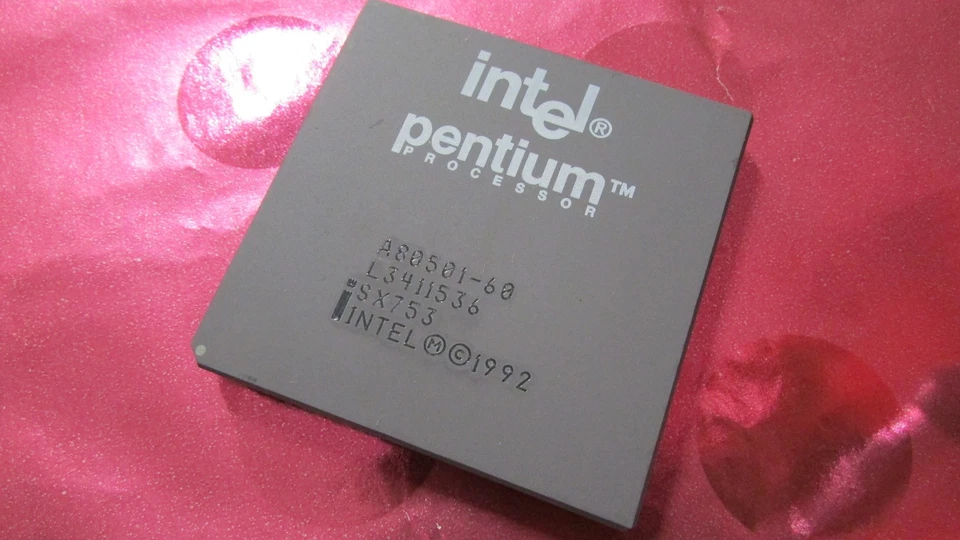 intel®
pentium™
PROCESSOR
A80501-60
L3411536
SX753
INTEL Ⓜ©1992